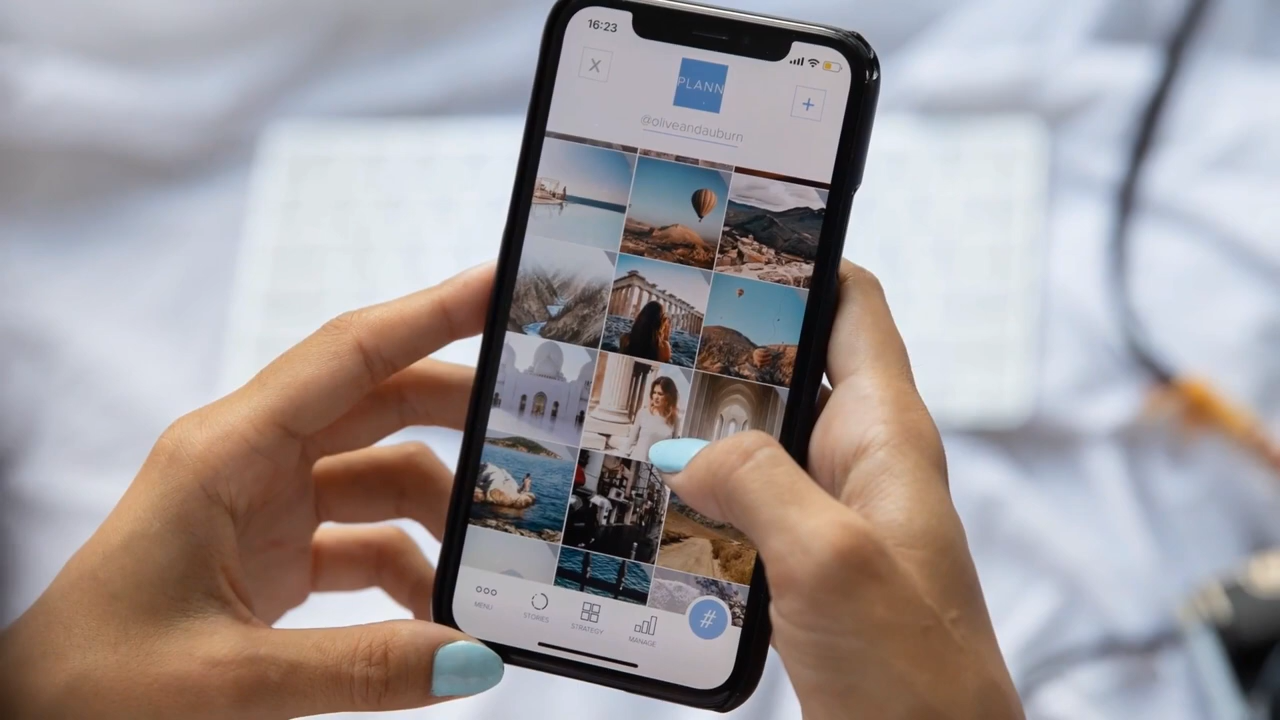 16:23
X
PLANN
+
@oliveandauburn
MENU
STORIES
STRATEGY
MANAGE
#